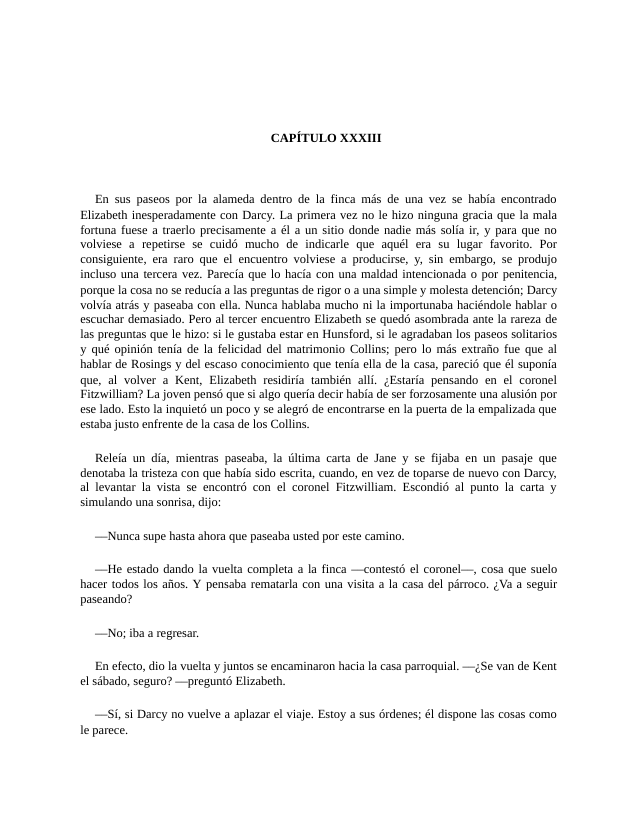 CAPÍTULO XXXIII
En sus paseos por la alameda dentro de la finca más de una vez se había encontrado
Elizabeth inesperadamente con Darcy. La primera vez no le hizo ninguna gracia que la mala
fortuna fuese a traerlo precisamente a él a un sitio donde nadie más solía ir, y para que no
volviese a repetirse se cuidó mucho de indicarle que aquél era su lugar favorito. Por
consiguiente, era raro que el encuentro volviese a producirse, y, sin embargo, se produjo
incluso una tercera vez. Parecía que lo hacía con una maldad intencionada o por penitencia,
porque la cosa no se reducía a las preguntas de rigor o a una simple y molesta detención; Darcy
volvía atrás y paseaba con ella. Nunca hablaba mucho ni la importunaba haciéndole hablar o
escuchar demasiado. Pero al tercer encuentro Elizabeth se quedó asombrada ante la rareza de
las preguntas que le hizo: si le gustaba estar en Hunsford, si le agradaban los paseos solitarios
y qué opinión tenía de la felicidad del matrimonio Collins; pero lo más extraño fue que al
hablar de Rosings y del escaso conocimiento que tenía ella de la casa, pareció que él suponía
que, al volver a Kent, Elizabeth residiría también allí. ¿Estaría pensando en el coronel
Fitzwilliam? La joven pensó que si algo quería decir había de ser forzosamente una alusión por
ese lado. Esto la inquietó un poco y se alegró de encontrarse en la puerta de la empalizada que
estaba justo enfrente de la casa de los Collins.
Releía un día, mientras paseaba, la última carta de Jane y se fijaba en un pasaje que
denotaba la tristeza con que había sido escrita, cuando, en vez de toparse de nuevo con Darcy,
al levantar la vista se encontró con el coronel Fitzwilliam. Escondió al punto la carta y
simulando una sonrisa, dijo:
—Nunca supe hasta ahora que paseaba usted por este camino.
—He estado dando la vuelta completa a la finca —contestó el coronel—, cosa que suelo
hacer todos los años. Y pensaba rematarla con una visita a la casa del párroco. ¿Va a seguir
paseando?
—No; iba a regresar.
En efecto, dio la vuelta y juntos se encaminaron hacia la casa parroquial. —¿Se van de Kent
el sábado, seguro? —preguntó Elizabeth.
—Sí, si Darcy no vuelve a aplazar el viaje. Estoy a sus órdenes; él dispone las cosas como
le parece.